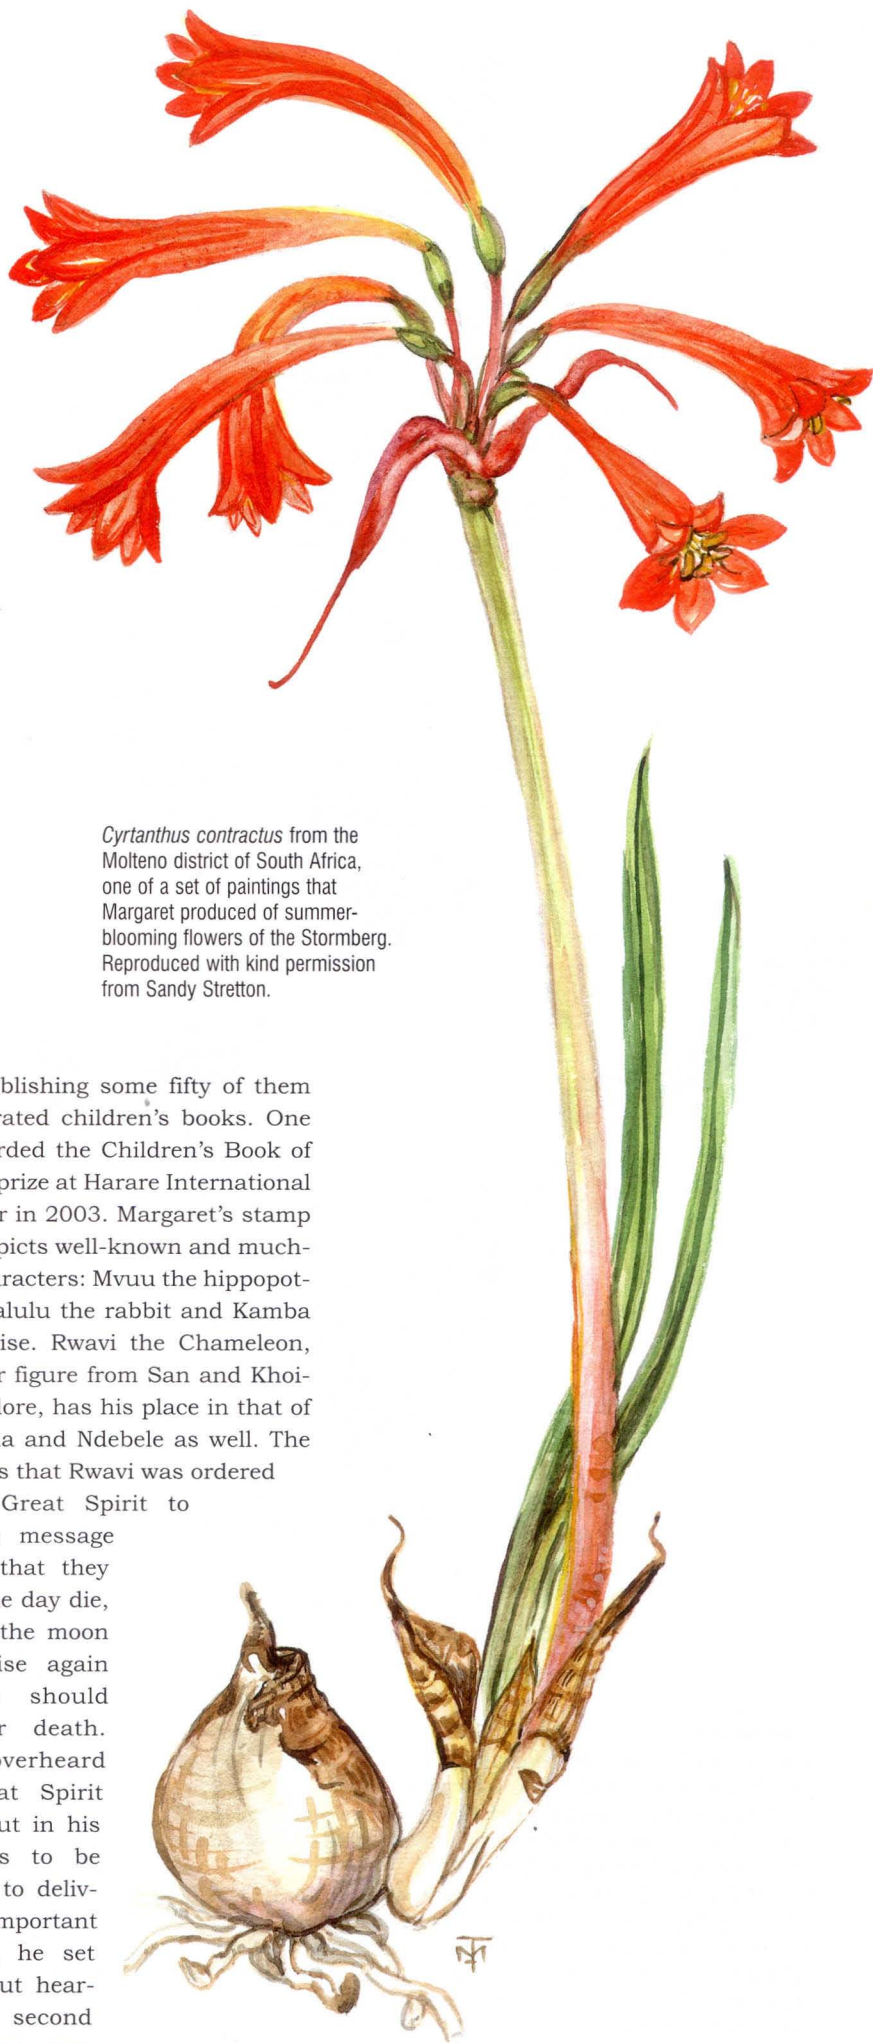 Cyrtanthus contractus from the
Molteno district of South Africa,
one of a set of paintings that
Margaret produced of summer-
blooming flowers of the Stormberg.
Reproduced with kind permission
from Sandy Stretton.
blishing some fifty of them
rated children's books. One
rded the Children's Book of
prize at Harare International
r in 2003. Margaret's stamp
picts well-known and much-
aracters: Mvuu the hippopot-
alulu the rabbit and Kamba
ise. Rwavi the Chameleon,
r figure from San and Khoi-
lore, has his place in that of
a and Ndebele as well. The
s that Rwavi was ordered
Great Spirit to
message
that they
e day die,
the moon
ise again
should
r death.
overheard
at Spirit
ut in his
s to be
to deliv-
mportant
he set
ut hear-
second